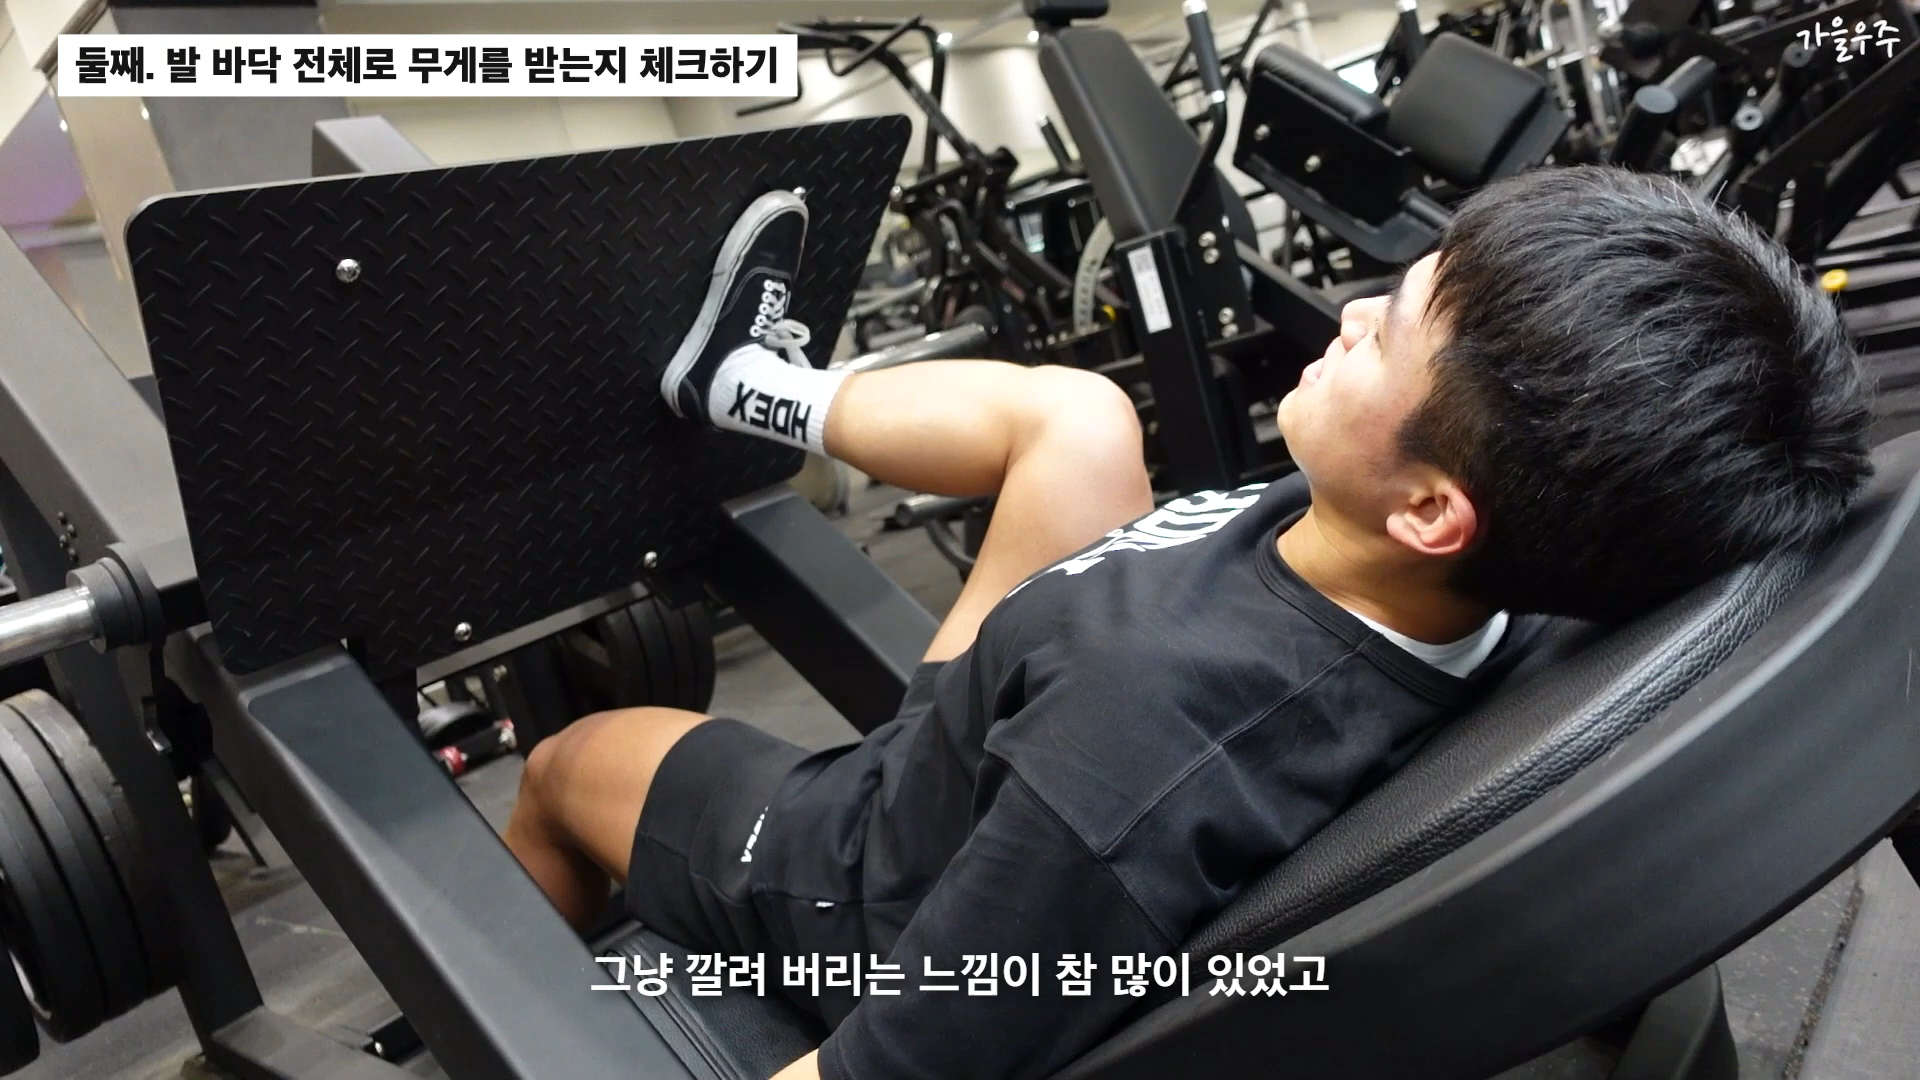 둘째. 발 바닥 전체로 무게를 받는지 체크하기
가을우주
HDEX
그냥 깔려 버리는 느낌이 참 많이 있었고